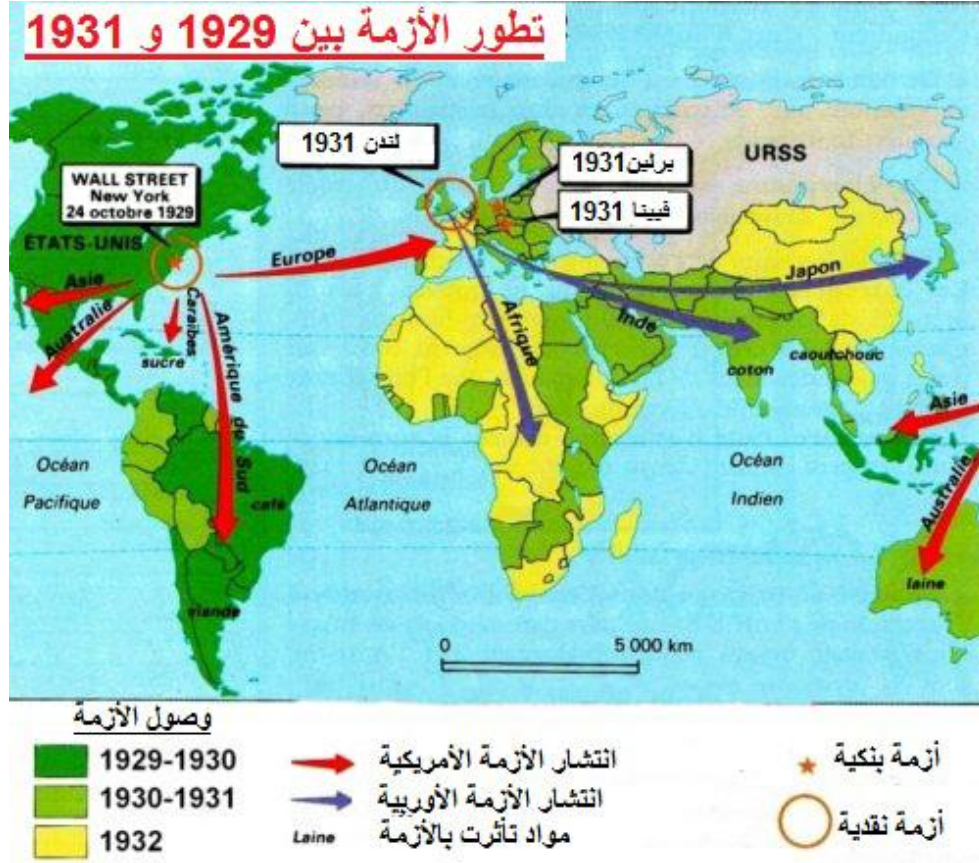 تطور الأزمة بين 1929 و 1931
لندن 1931
برلين1931
فيينا 1931
URSS
WALL STREET
New York
24 octobre 1929
ÉTATS-UNIS
Europe
Asie
Australie
Caraïbes
sucre
Amérique du Sud
café
viande
Afrique
Japon
Inde
coton
caoutchouc
Asie
Australie
laine
Océan
Pacifique
Océan
Atlantique
Océan
Indien
0
5 000 km
وصول الأزمة
1929-1930
1930-1931
1932
انتشار الأزمة الأمريكية
انتشار الأزمة الأوربية
Laine
مواد تأثرت بالأزمة
أزمة بنكية
أزمة نقدية